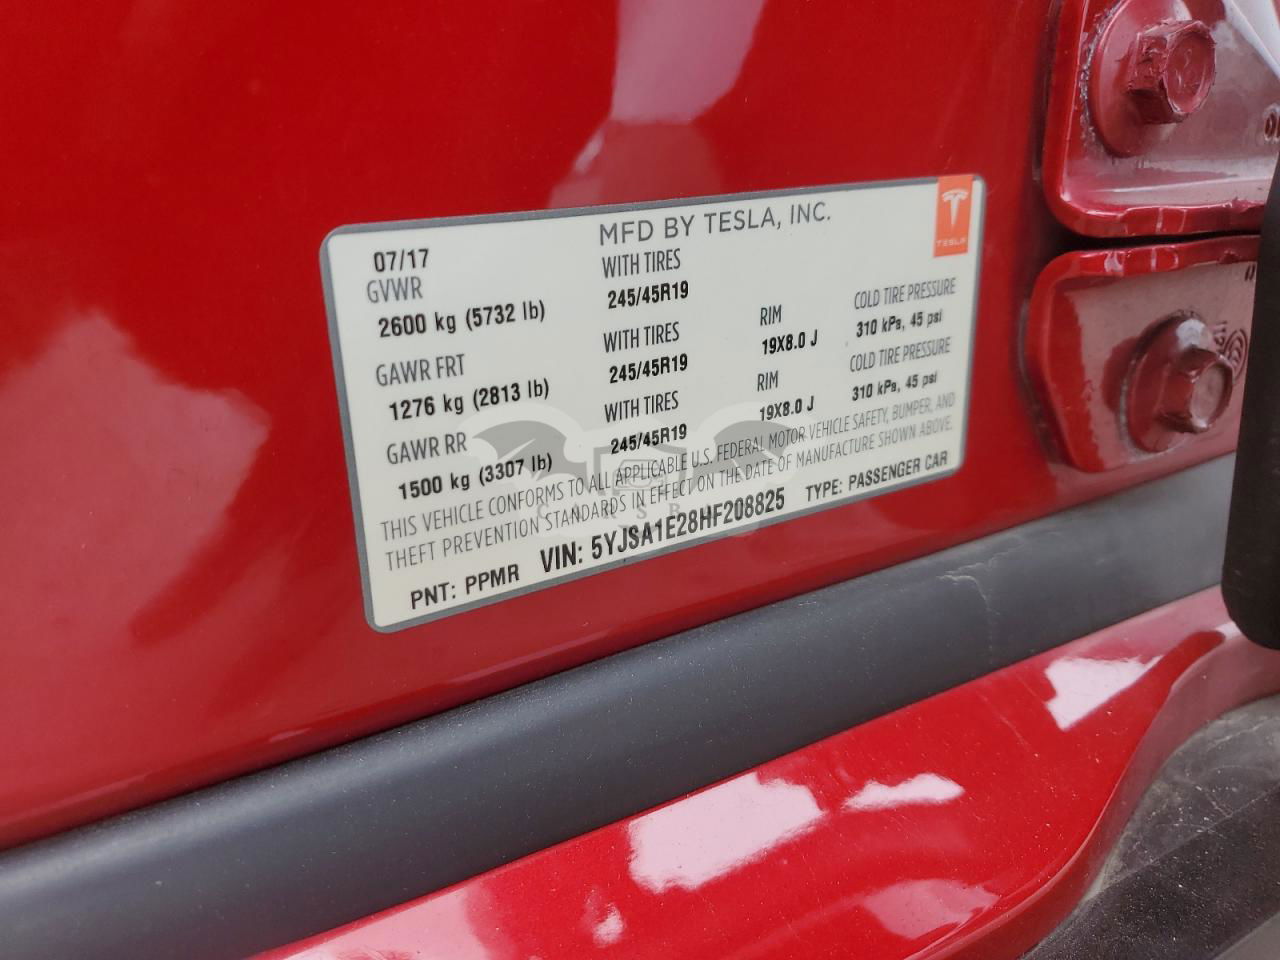 MFD BY TESLA, INC.
TESLA
07/17
GVWR
WITH TIRES
2600 kg (5732 lb)
245/45R19
GAWR FRT
WITH TIRES
RIM
COLD TIRE PRESSURE
1276 kg (2813 lb)
245/45R19
19X8.0 J
310 kPa, 45 psi
GAWR RR
WITH TIRES
RIM
COLD TIRE PRESSURE
1500 kg (3307 lb)
245/45R19
19X8.0 J
310 kPa, 45 psi
THIS VEHICLE CONFORMS TO ALL APPLICABLE U.S. FEDERAL MOTOR VEHICLE SAFETY, BUMPER, AND
THEFT PREVENTION STANDARDS IN EFFECT ON THE DATE OF MANUFACTURE SHOWN ABOVE.
PNT: PPMR VIN: 5YJSA1E28HF208825 TYPE: PASSENGER CAR